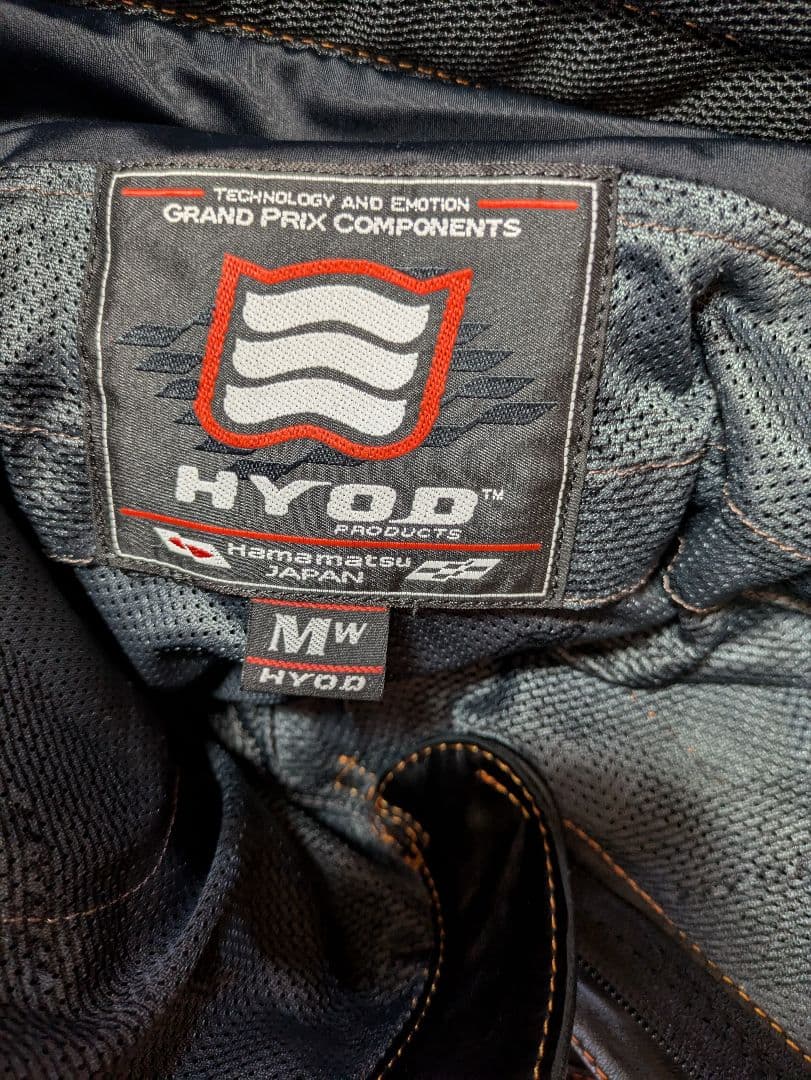 TECHNOLOGY AND EMOTION
GRAND PRIX COMPONENTS
HYOD™
PRODUCTS
Hamamatsu
JAPAN
MW
HYOD